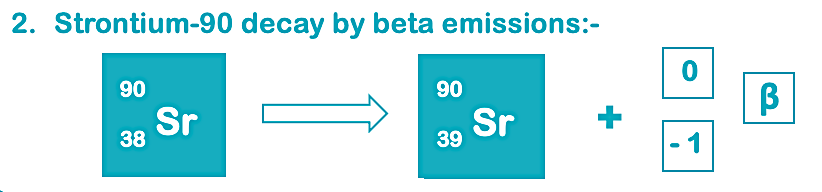 2. Strontium-90 decay by beta emissions:-
90
38 Sr
90
39 Sr
+
0
-1
β